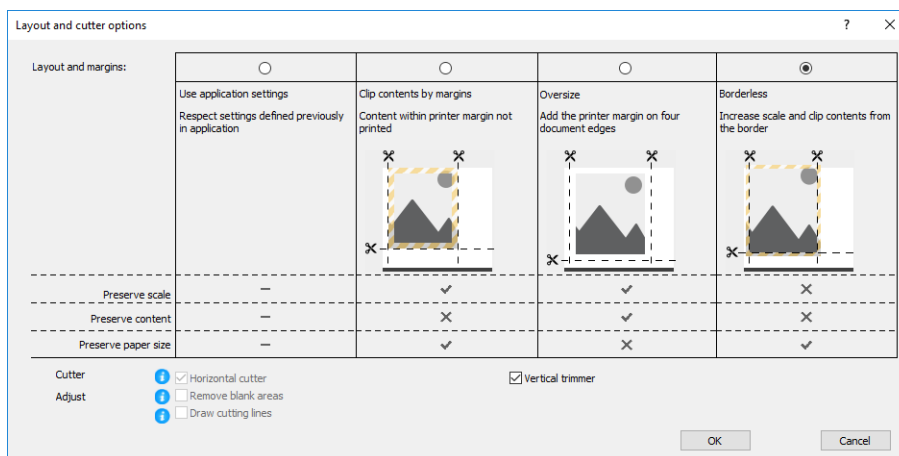 Layout and cutter options
Layout and margins:
Use application settings
Respect settings defined previously
in application
Clip contents by margins
Content within printer margin not
printed
Oversize
Add the printer margin on four
document edges
Borderless
Increase scale and clip contents from
the border
Preserve scale
Preserve content
Preserve paper size
Cutter
Horizontal cutter
Vertical trimmer
Adjust
Remove blank areas
Draw cutting lines
OK
Cancel